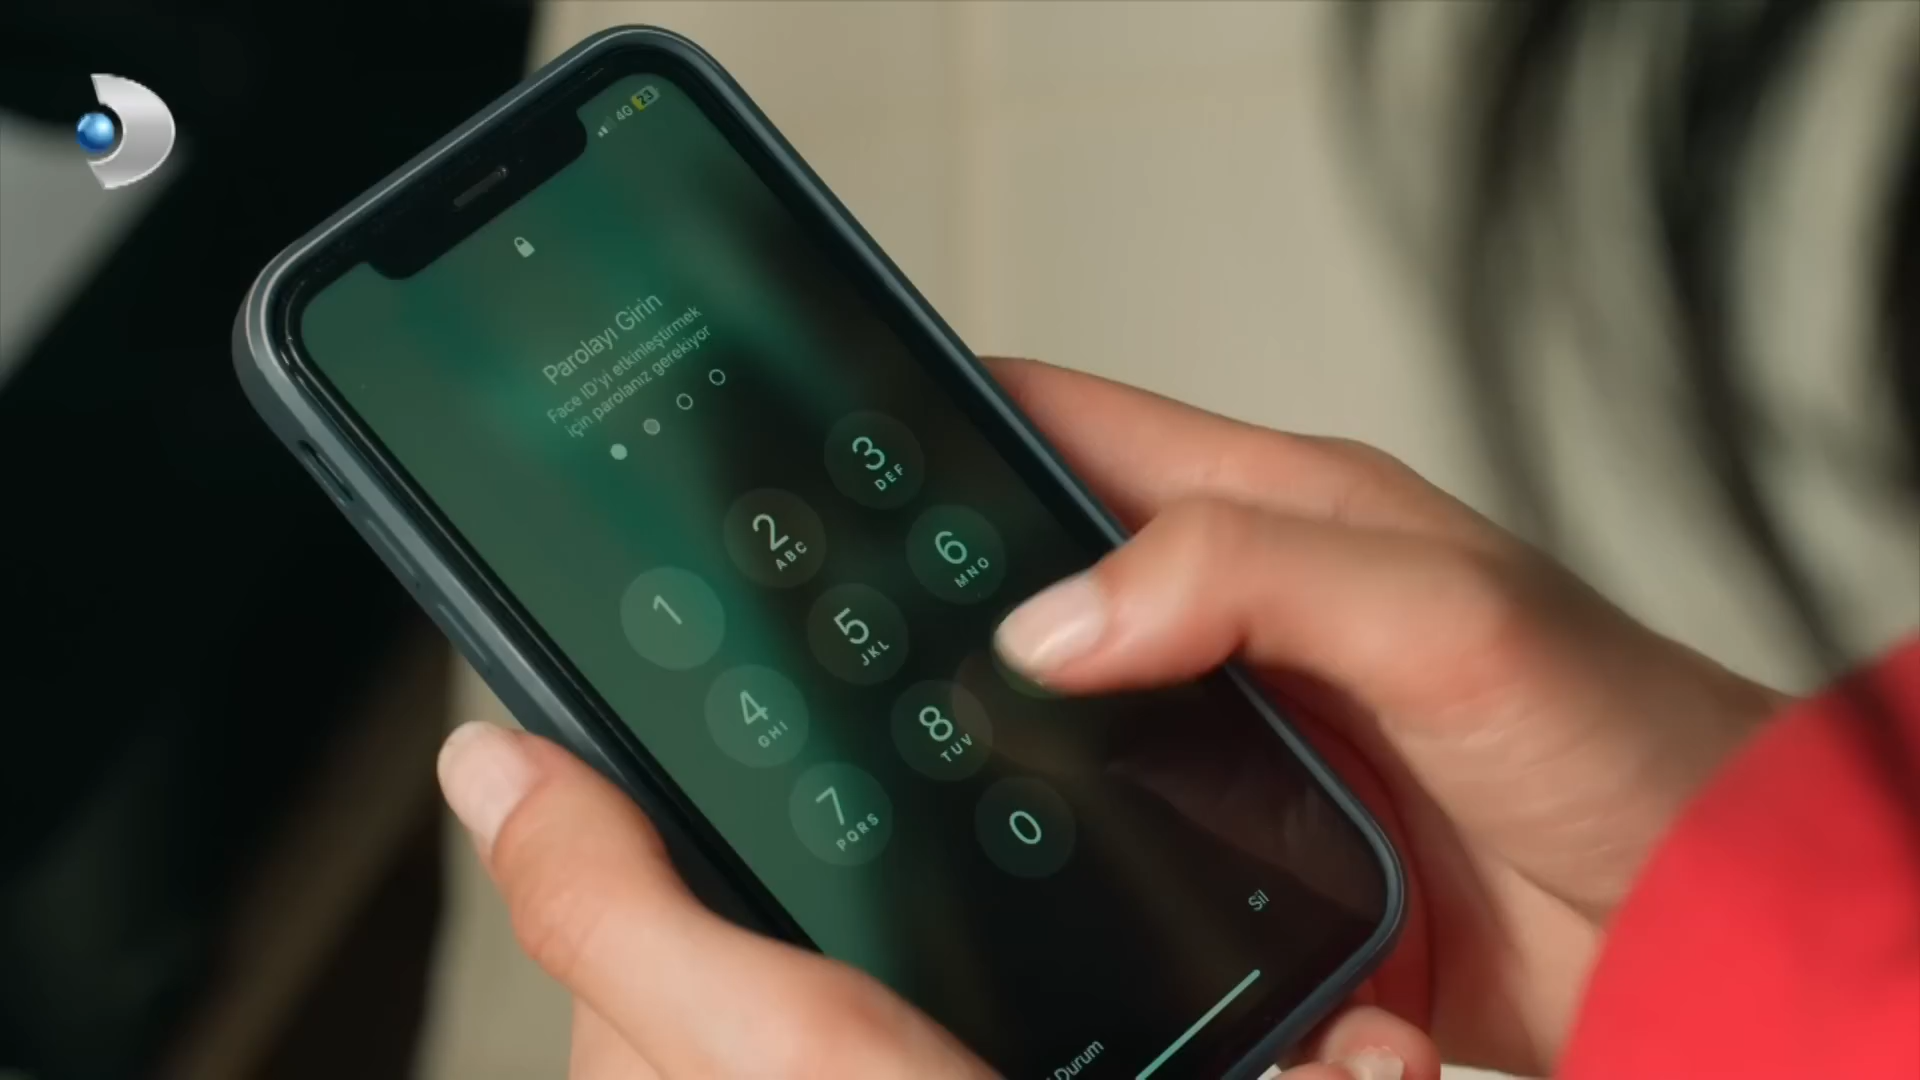 4G 23
Parolayı Girin
Face ID'yi etkinleştirmek
için parolanız gerekiyor
1
2 ABC
3 DEF
4 GHI
5 JKL
6 MNO
7 PQRS
8 TUV
0
Sil
Durum